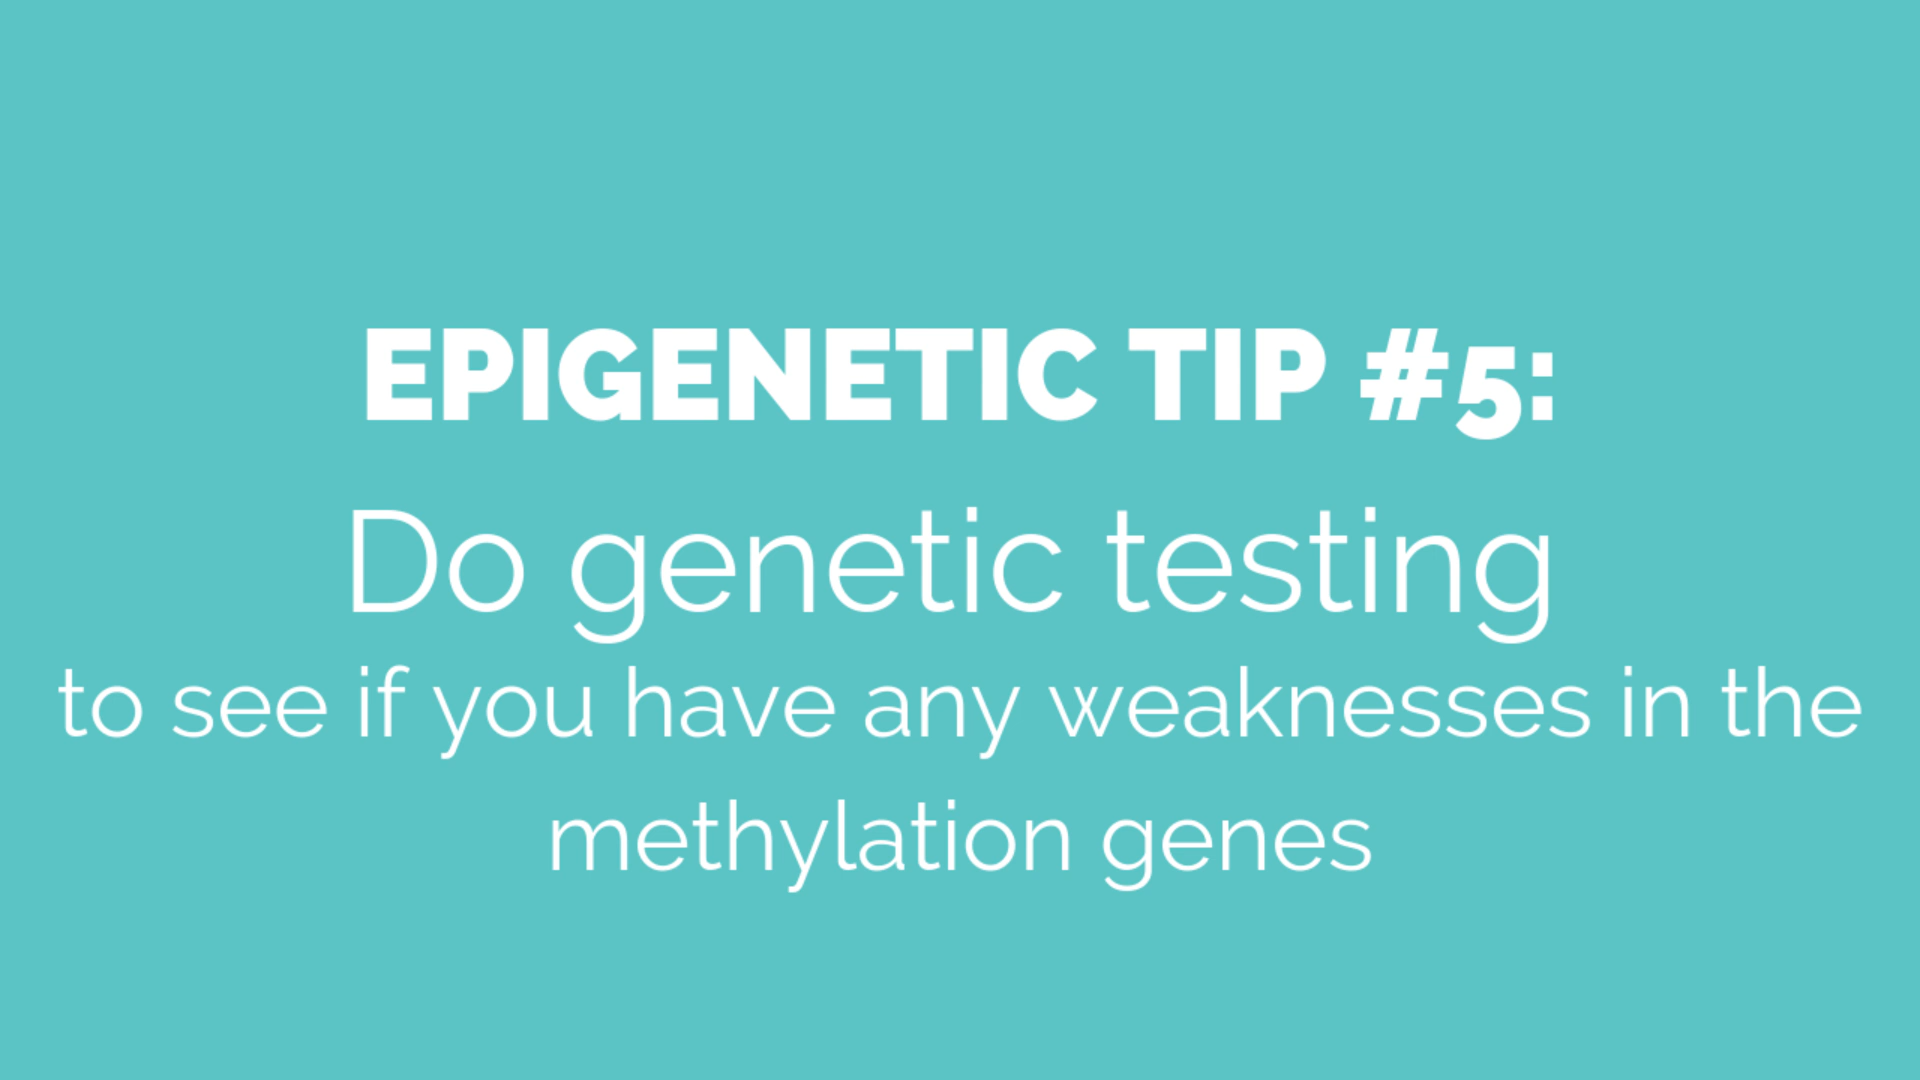 EPIGENETIC TIP #5:
Do genetic testing
to see if you have any weaknesses in the
methylation genes